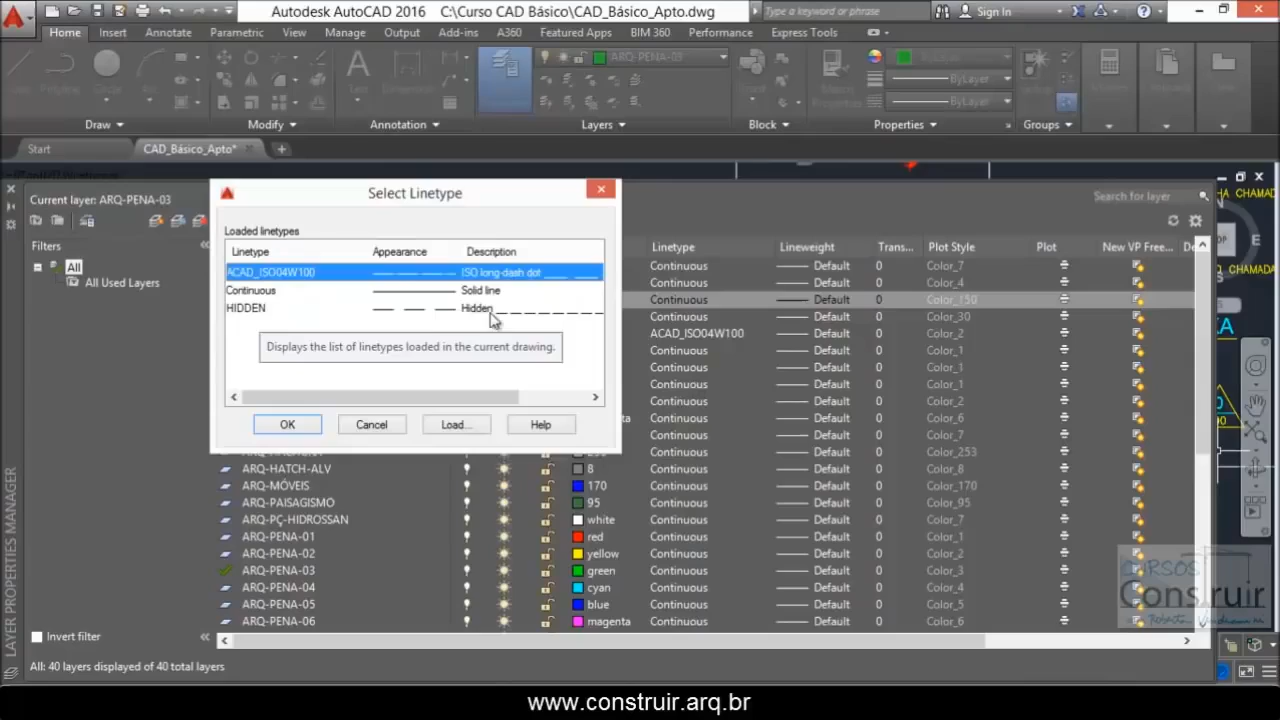 Autodesk AutoCAD 2016 C:\Curso CAD Básico\CAD_Básico_Apto.dwg
Type a keyword or phrase
Sign In
Home Insert Annotate Parametric View Manage Output Add-ins A360 Featured Apps BIM 360 Performance Express Tools
ARQ-PENA-03
ByLayer
ByLayer
Draw Modify Annotation Layers Block Properties Groups
Start CAD_Básico_Apto*
Current layer: ARQ-PENA-03
Search for layer
Select Linetype
Loaded linetypes
Linetype Appearance Description
ACAD_ISO04W100 ISO long-dash dot
Continuous Solid line
HIDDEN Hidden
Displays the list of linetypes loaded in the current drawing.
OK Cancel Load... Help
Filters
All
All Used Layers
Linetype Lineweight Trans... Plot Style Plot New VP Free... De
Continuous Default 0 Color_7
Continuous Default 0 Color_4
Continuous Default 0 Color_150
Continuous Default 0 Color_30
ACAD_ISO04W100 Default 0 Color_2
Continuous Default 0 Color_1
Continuous Default 0 Color_1
Continuous Default 0 Color_1
Continuous Default 0 Color_2
Continuous Default 0 Color_6
Continuous Default 0 Color_7
Continuous Default 0 Color_253
ARQ-HATCH-ALV 8 Continuous Default 0 Color_8
ARQ-MÓVEIS 170 Continuous Default 0 Color_170
ARQ-PAISAGISMO 95 Continuous Default 0 Color_95
ARQ-PÇ-HIDROSSAN white Continuous Default 0 Color_7
ARQ-PENA-01 red Continuous Default 0 Color_1
ARQ-PENA-02 yellow Continuous Default 0 Color_2
ARQ-PENA-03 green Continuous Default 0 Color_3
ARQ-PENA-04 cyan Continuous Default 0 Color_4
ARQ-PENA-05 blue Continuous Default 0 Color_5
ARQ-PENA-06 magenta Continuous Default 0 Color_6
Invert filter
All: 40 layers displayed of 40 total layers
LAYER PROPERTIES MANAGER
CURSOS
Construir
www.construir.arq.br